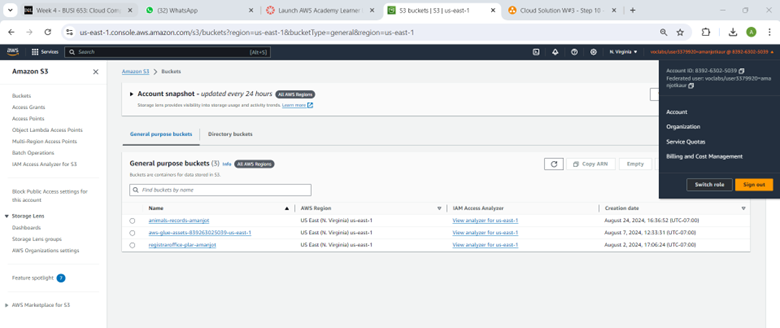 Week 4 - BUSI 653: Cloud Com
(32) WhatsApp
Launch AWS Academy Learner
S3 buckets | S3 | us-east-1
Cloud Solution W#3 - Step 10
us-east-1.console.aws.amazon.com/s3/buckets?region=us-east-1&bucketType=general&region=us-east-1
aws
Services
Search
[Alt+S]
N. Virginia
Account ID: 8392-6302-5039
Federated user: voclabs/user3379920=ama
njotkaur
Account
Organization
Service Quotas
Billing and Cost Management
Switch role
Sign out
Amazon S3
Buckets
Access Grants
Access Points
Object Lambda Access Points
Multi-Region Access Points
Batch Operations
IAM Access Analyzer for S3
Block Public Access settings for
this account
Storage Lens
Dashboards
Storage Lens groups
AWS Organizations settings
Feature spotlight 7
AWS Marketplace for S3
Amazon S3 > Buckets
Account snapshot - updated every 24 hours All AWS Regions
Storage lens provides visibility into storage usage and activity trends. Learn more
General purpose buckets
Directory buckets
General purpose buckets (3) Info All AWS Regions
Copy ARN
Empty
Buckets are containers for data stored in S3.
Find buckets by name
Name
AWS Region
IAM Access Analyzer
Creation date
animals-records-amanjot
US East (N. Virginia) us-east-1
View analyzer for us-east-1
August 24, 2024, 16:36:52 (UTC-07:00)
aws-glue-assets-839263025039-us-east-1
US East (N. Virginia) us-east-1
View analyzer for us-east-1
August 7, 2024, 12:33:31 (UTC-07:00)
registraroffice-plar-amanjot
US East (N. Virginia) us-east-1
View analyzer for us-east-1
August 2, 2024, 17:06:24 (UTC-07:00)